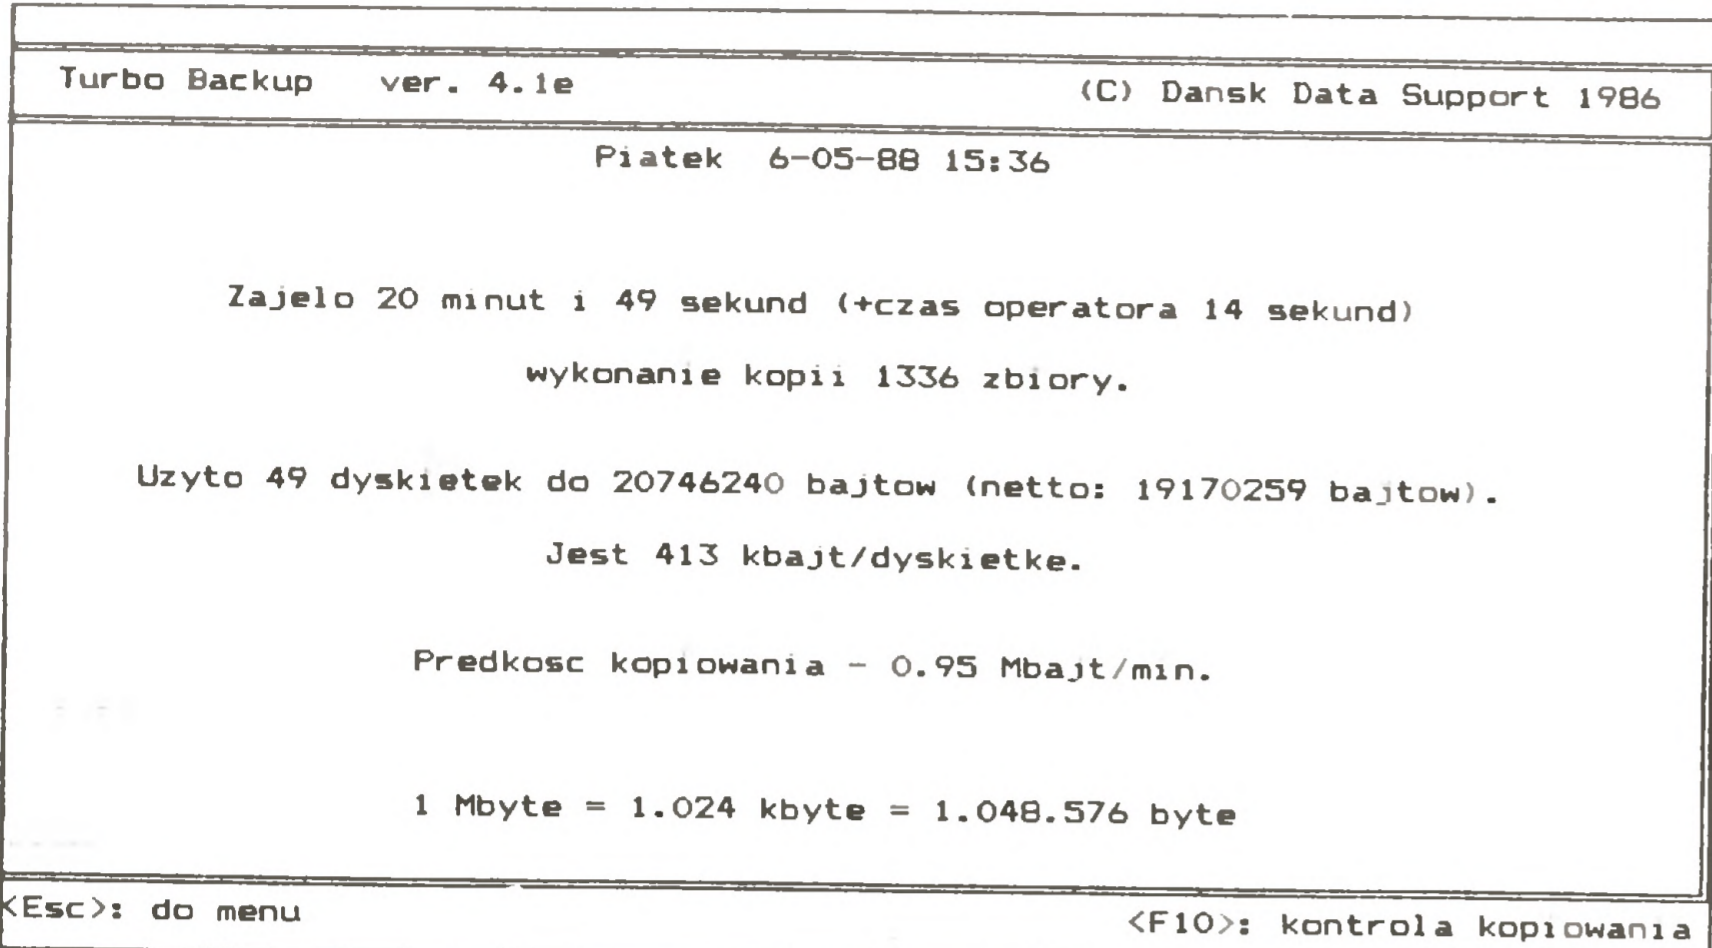 Turbo Backup ver. 4.1e (C) Dansk Data Support 1986
Piatek 6-05-88 15:36
Zajelo 20 minut i 49 sekund (+czas operatora 14 sekund)
wykonanie kopii 1336 zbiory.
Uzyto 49 dyskietek do 20746240 bajtow (netto: 19170259 bajtow).
Jest 413 kbajt/dyskietke.
Predkosc kopiowania - 0.95 Mbajt/min.
1 Mbyte = 1.024 kbyte = 1.048.576 byte
<Esc>: do menu <F10>: kontrola kopiowania